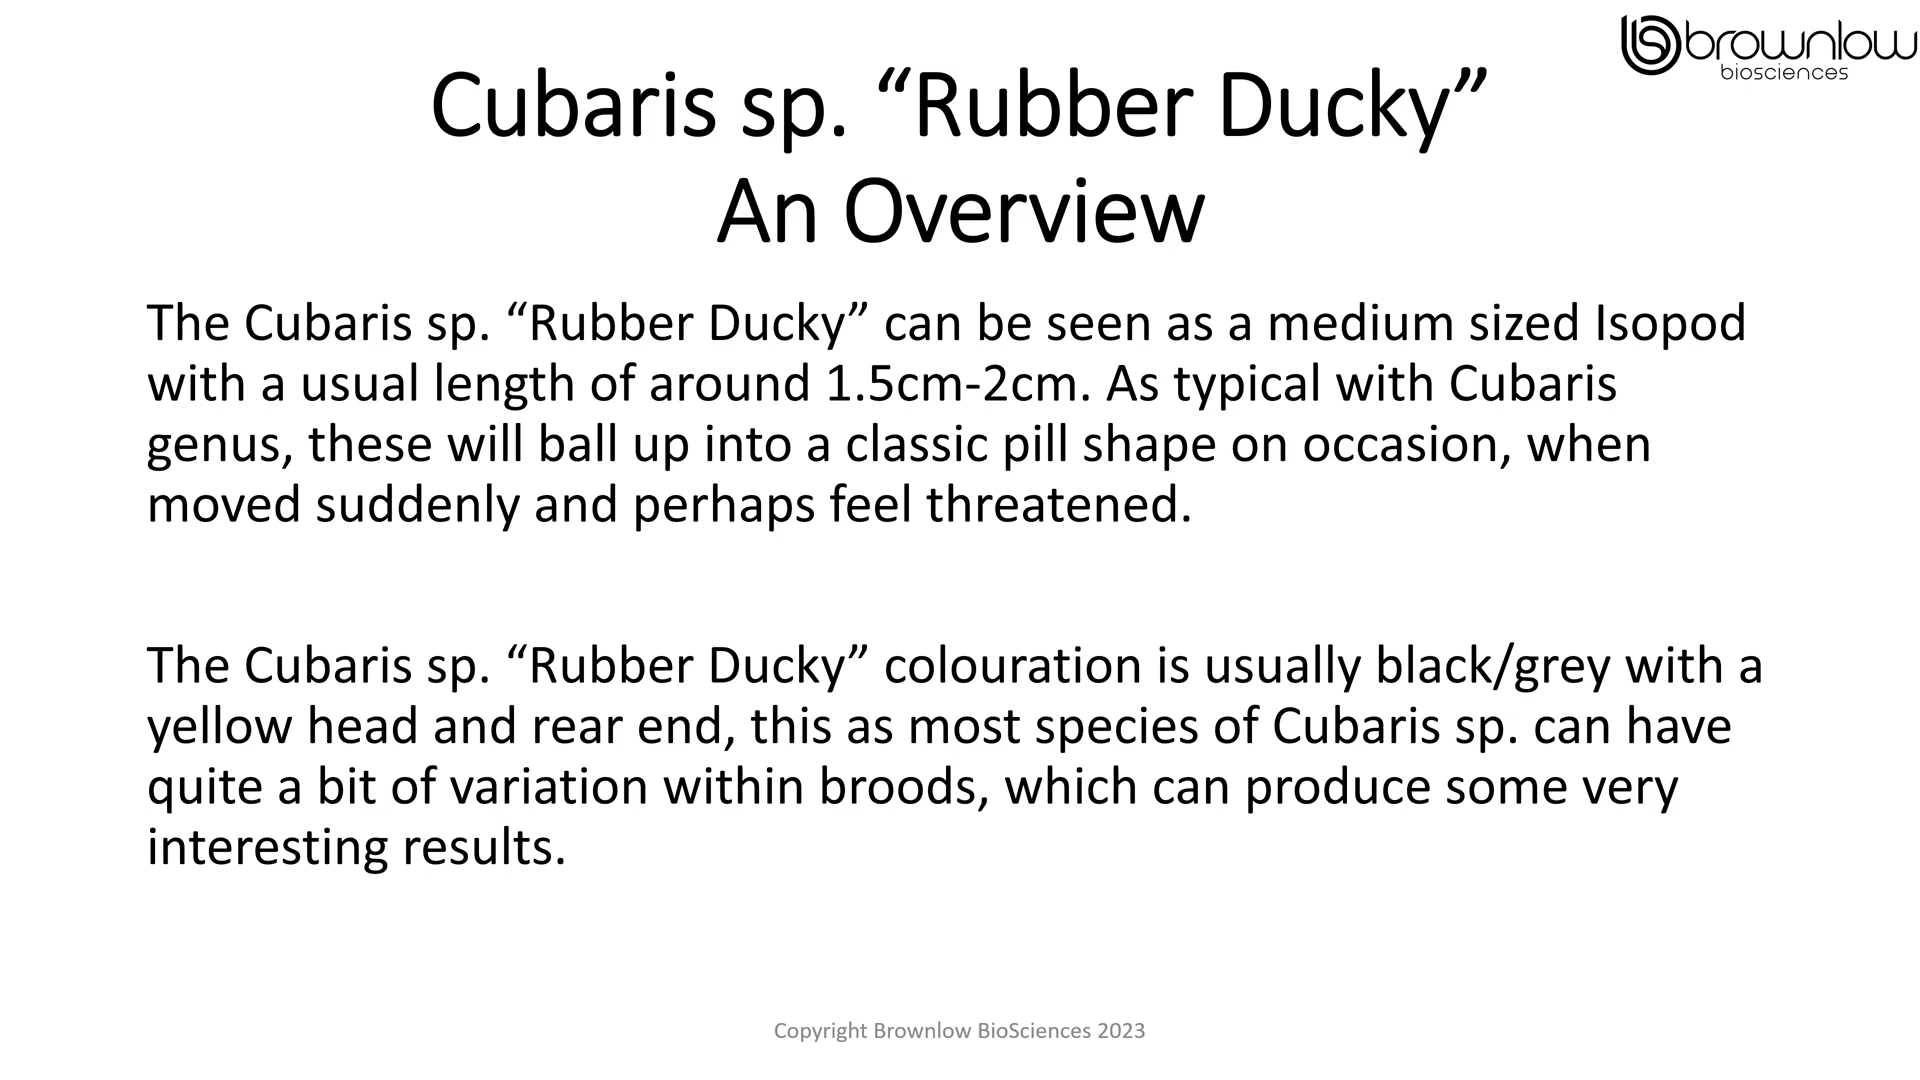 brownlow
biosciences
Cubaris sp. “Rubber Ducky”
An Overview
The Cubaris sp. “Rubber Ducky” can be seen as a medium sized Isopod
with a usual length of around 1.5cm-2cm. As typical with Cubaris
genus, these will ball up into a classic pill shape on occasion, when
moved suddenly and perhaps feel threatened.
The Cubaris sp. “Rubber Ducky” colouration is usually black/grey with a
yellow head and rear end, this as most species of Cubaris sp. can have
quite a bit of variation within broods, which can produce some very
interesting results.
Copyright Brownlow BioSciences 2023